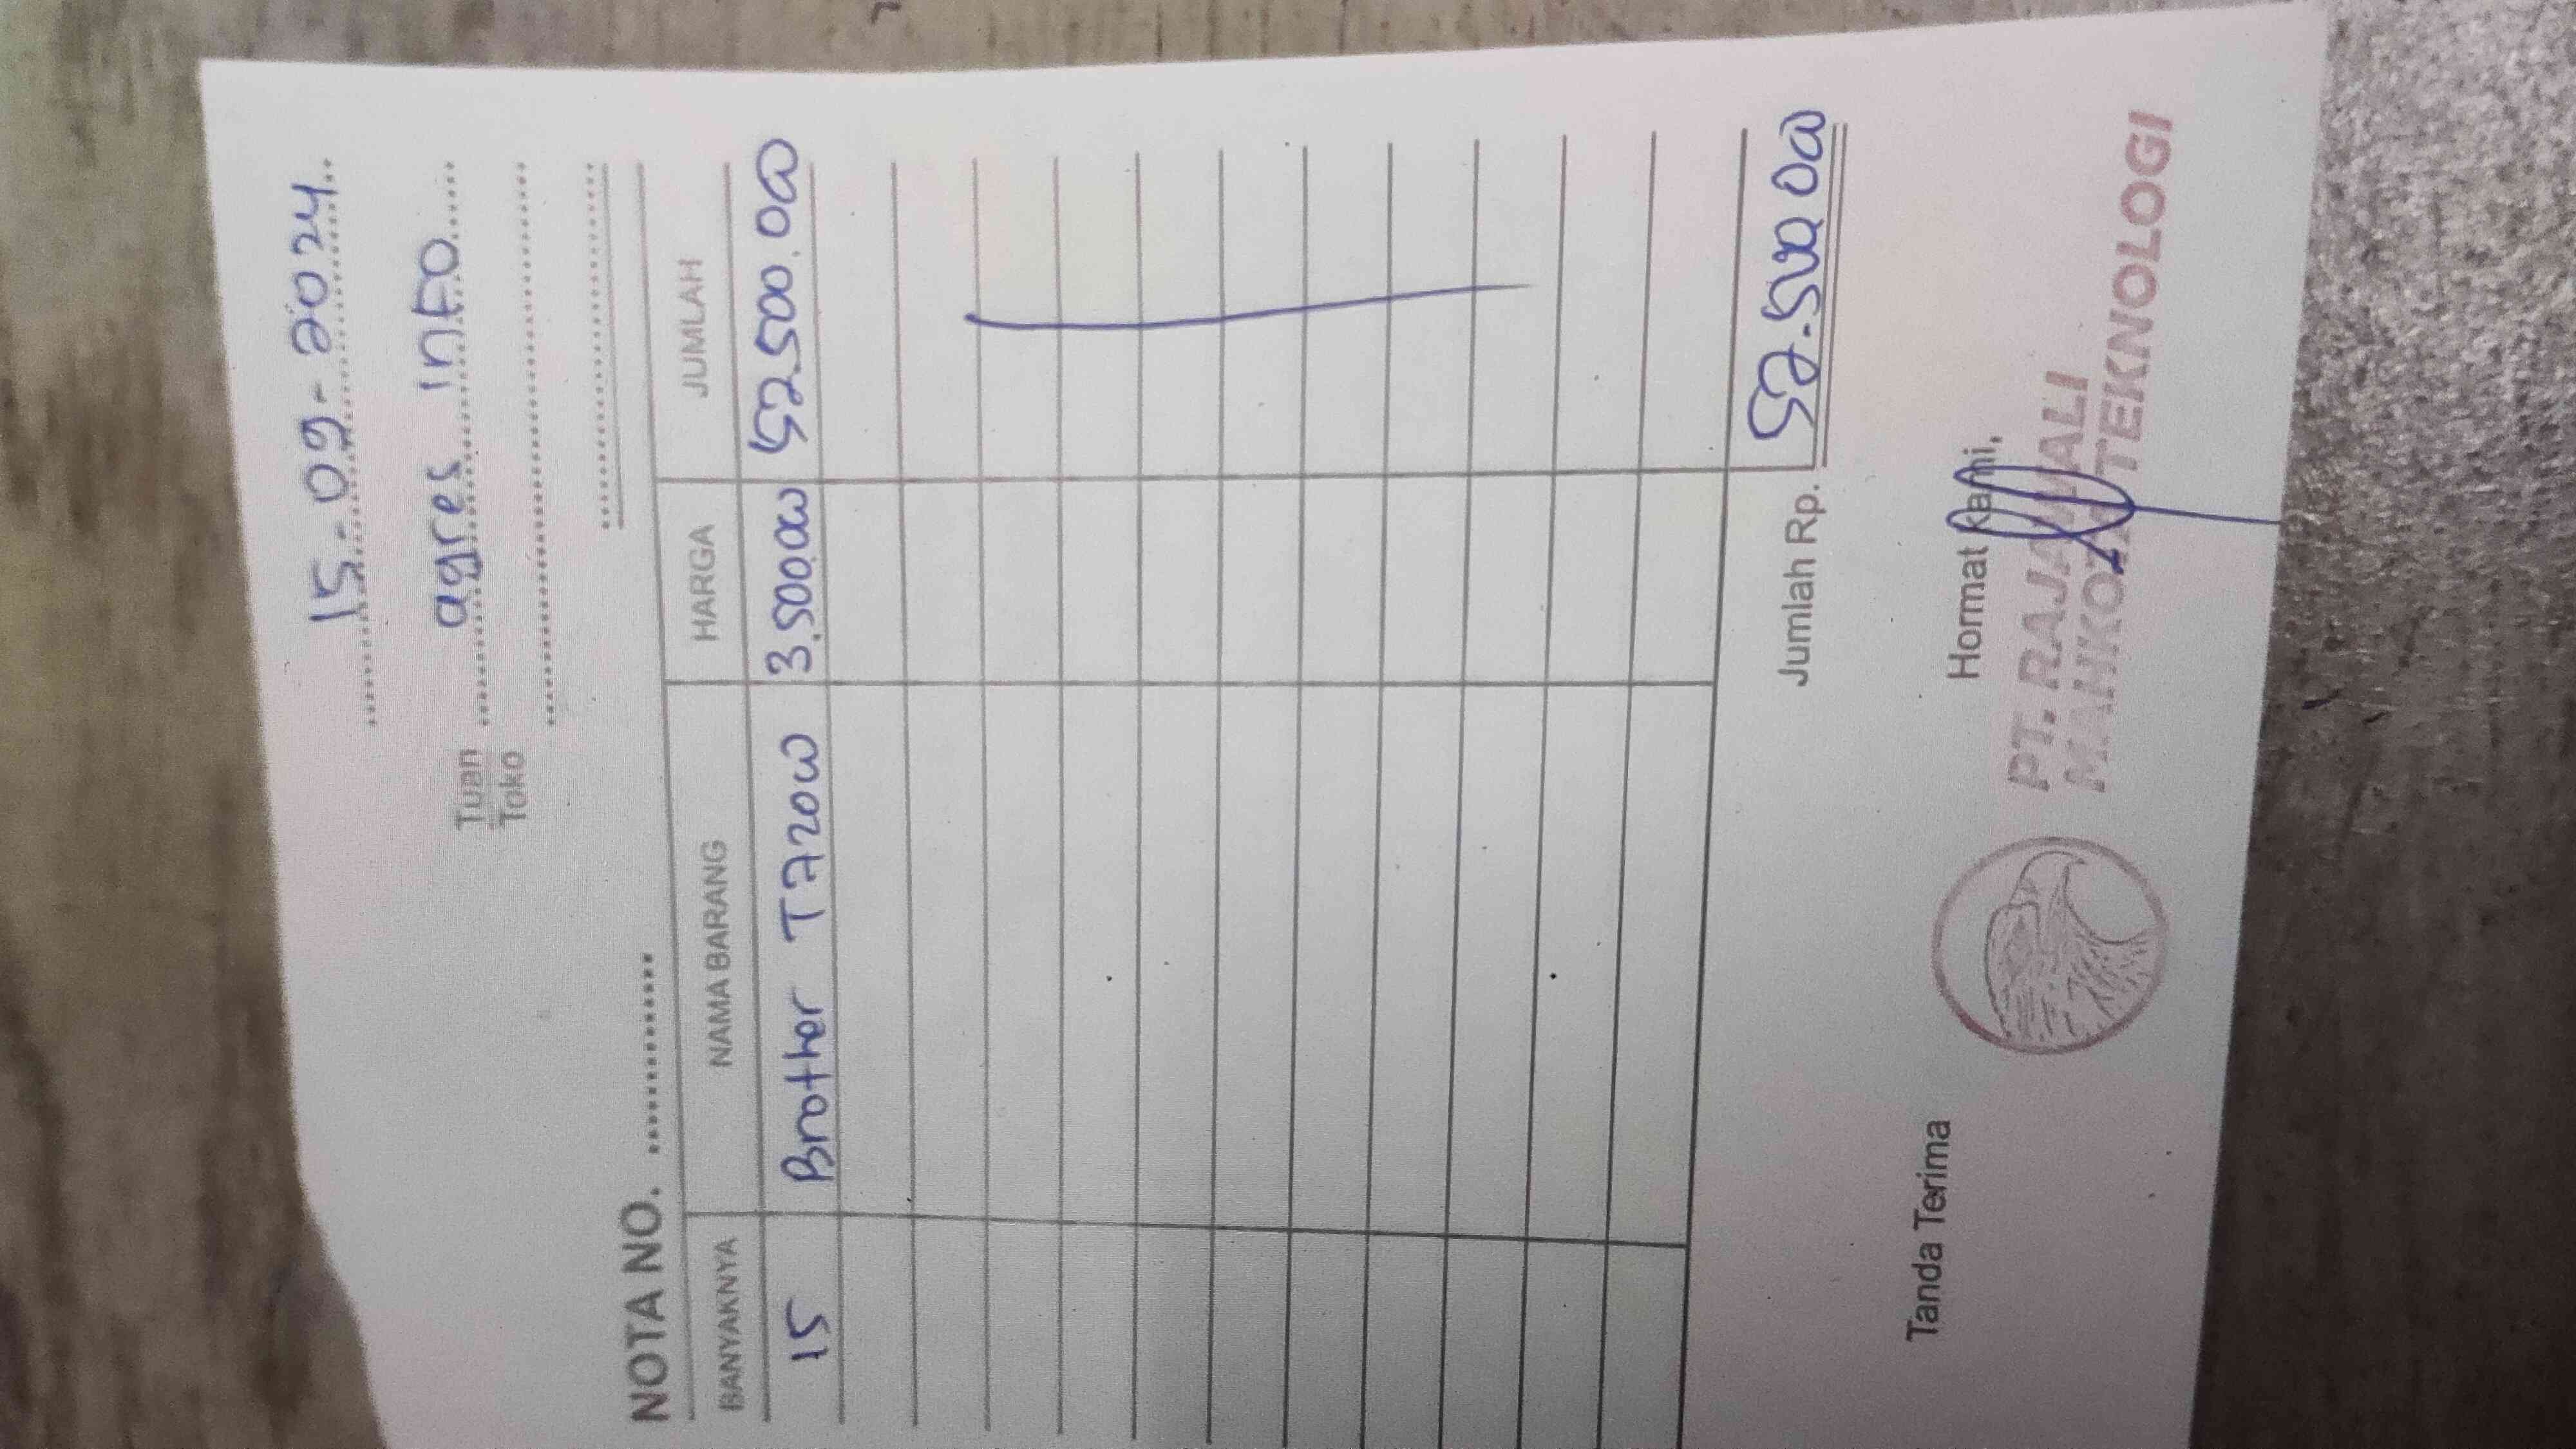 15-09-2024
Tuan agres inFO
Toko
NOTA NO.
BANYAKNYA NAMA BARANG HARGA JUMLAH
15 Brother T720W 3.500.000 52 500.000
Jumlah Rp. 52.500.000
Tanda Terima Hormat kami,
PT. RAJAWALI
MAHKOTA TEKNOLOGI